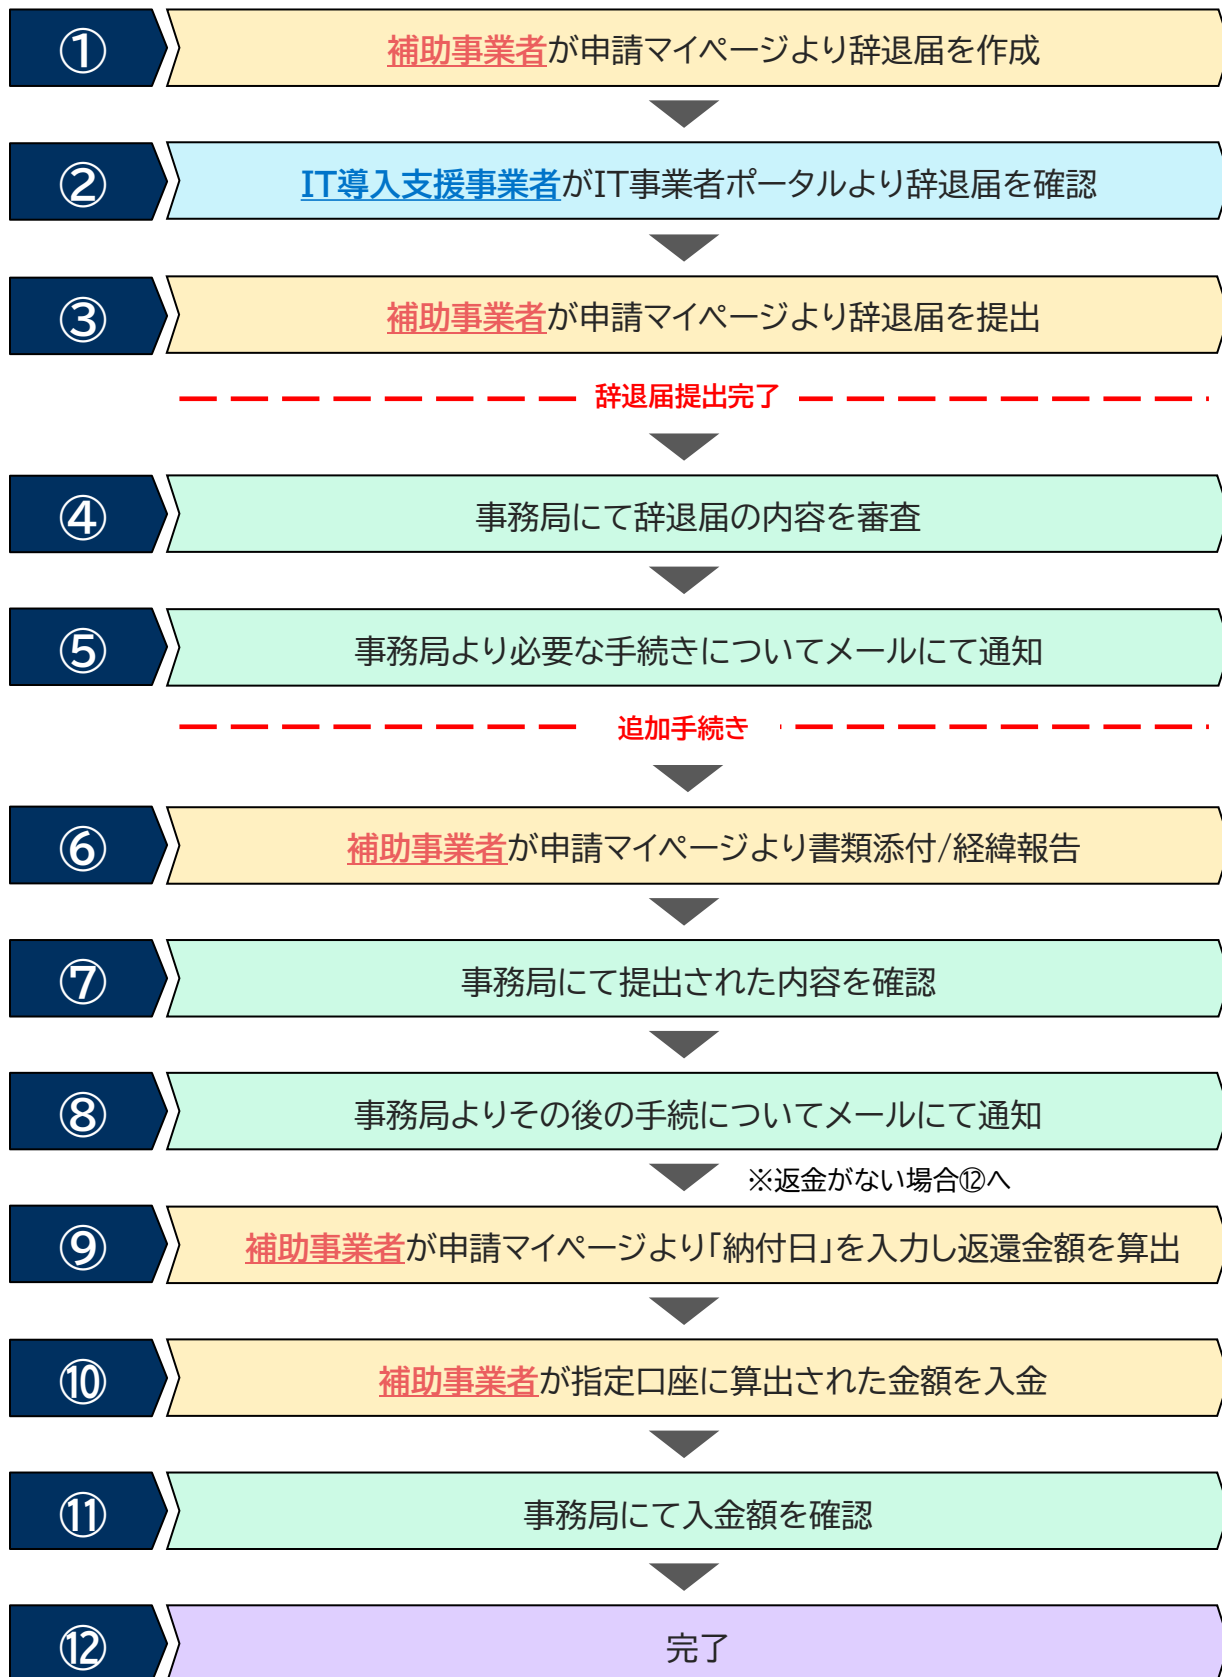 ① 補助事業者が申請マイページより辞退届を作成
② IT導入支援事業者がIT事業者ポータルより辞退届を確認
③ 補助事業者が申請マイページより辞退届を提出
辞退届提出完了
④ 事務局にて辞退届の内容を審査
⑤ 事務局より必要な手続きについてメールにて通知
追加手続き
⑥ 補助事業者が申請マイページより書類添付/経緯報告
⑦ 事務局にて提出された内容を確認
⑧ 事務局よりその後の手続についてメールにて通知
※返金がない場合⑫へ
⑨ 補助事業者が申請マイページより「納付日」を入力し返還金額を算出
⑩ 補助事業者が指定口座に算出された金額を入金
⑪ 事務局にて入金額を確認
⑫ 完了